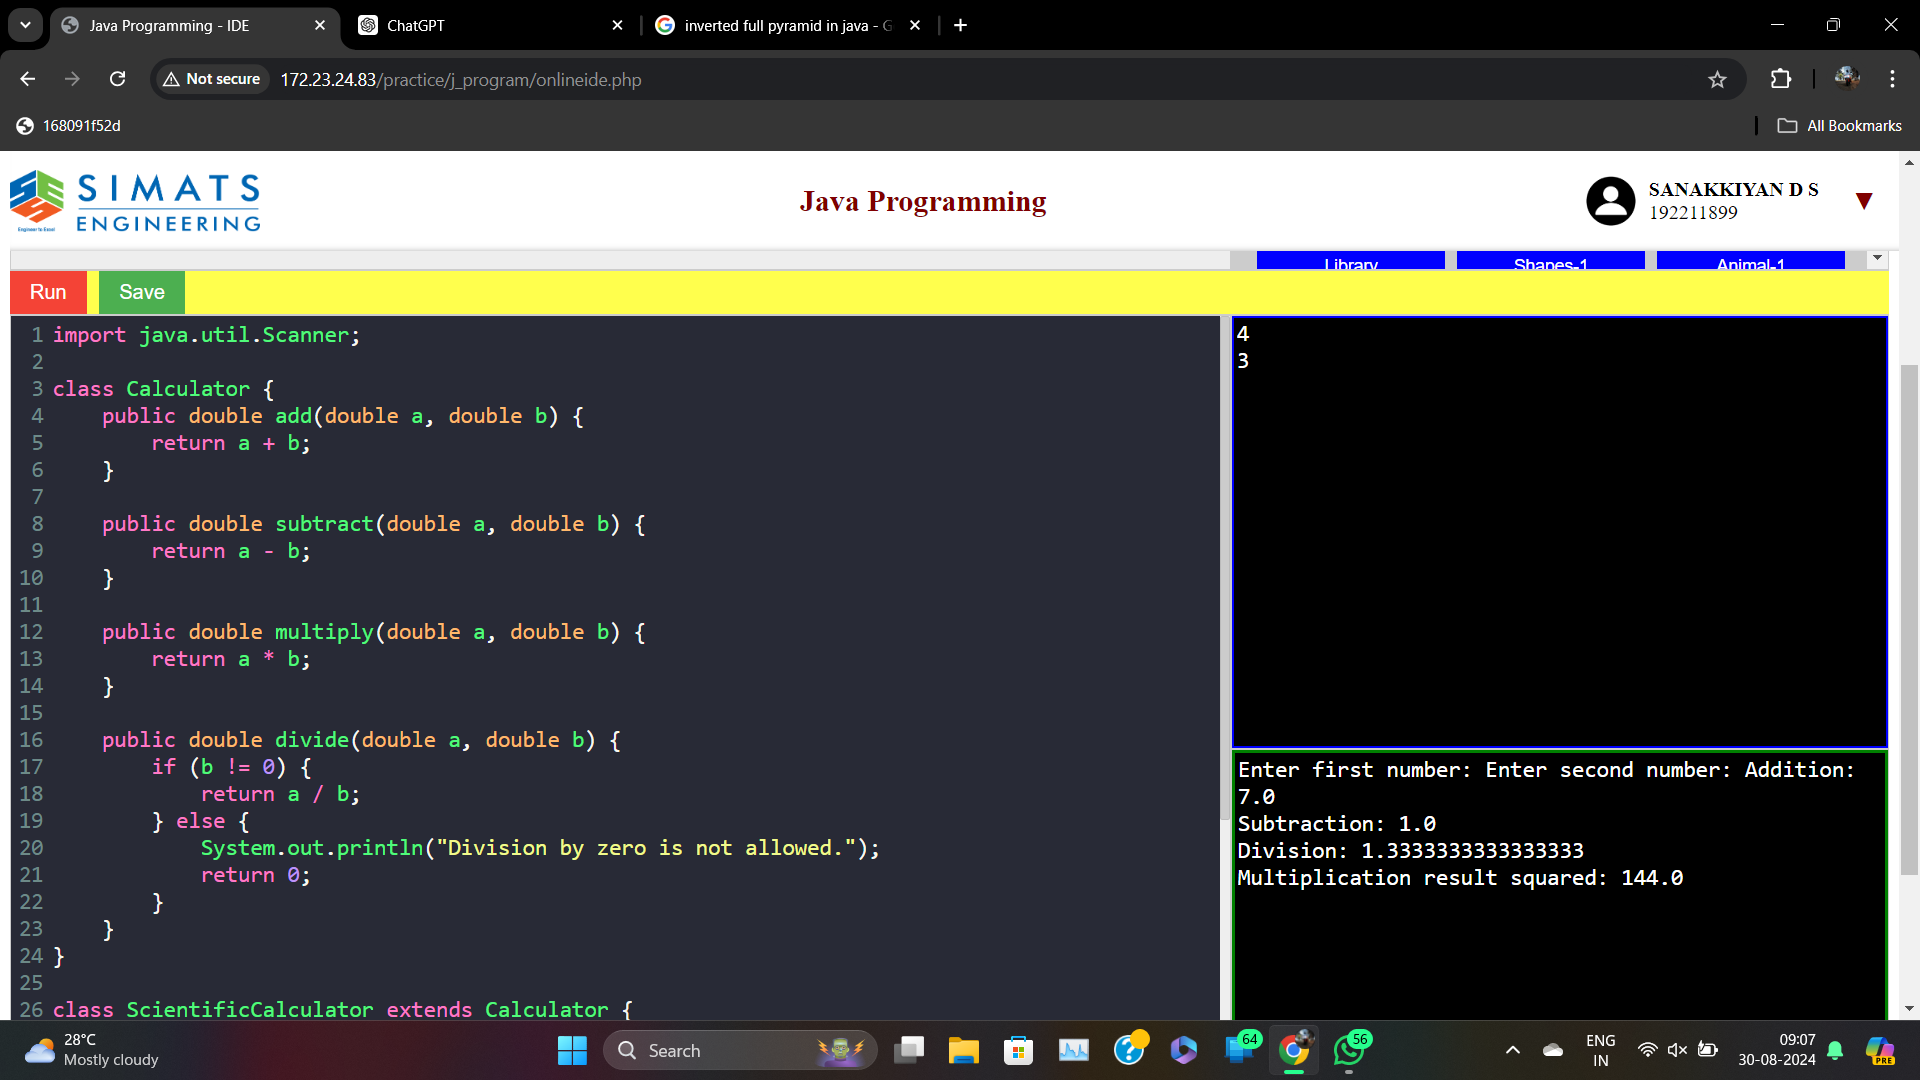 Java Programming - IDE
ChatGPT
inverted full pyramid in java - G
Not secure
172.23.24.83/practice/j_program/onlineide.php
168091f52d
All Bookmarks
SIMATS
ENGINEERING
Engineer to Excel
Java Programming
SANAKKIYAN D S
192211899
Library
Shapes-1
Animal-1
Run
Save
1 import java.util.Scanner;
2
3 class Calculator {
4     public double add(double a, double b) {
5         return a + b;
6     }
7
8     public double subtract(double a, double b) {
9         return a - b;
10     }
11
12     public double multiply(double a, double b) {
13         return a * b;
14     }
15
16     public double divide(double a, double b) {
17         if (b != 0) {
18             return a / b;
19         } else {
20             System.out.println("Division by zero is not allowed.");
21             return 0;
22         }
23     }
24 }
25
26 class ScientificCalculator extends Calculator {
4
3
Enter first number: Enter second number: Addition:
7.0
Subtraction: 1.0
Division: 1.3333333333333333
Multiplication result squared: 144.0
28°C
Mostly cloudy
Search
64
56
ENG
IN
09:07
30-08-2024
PRE